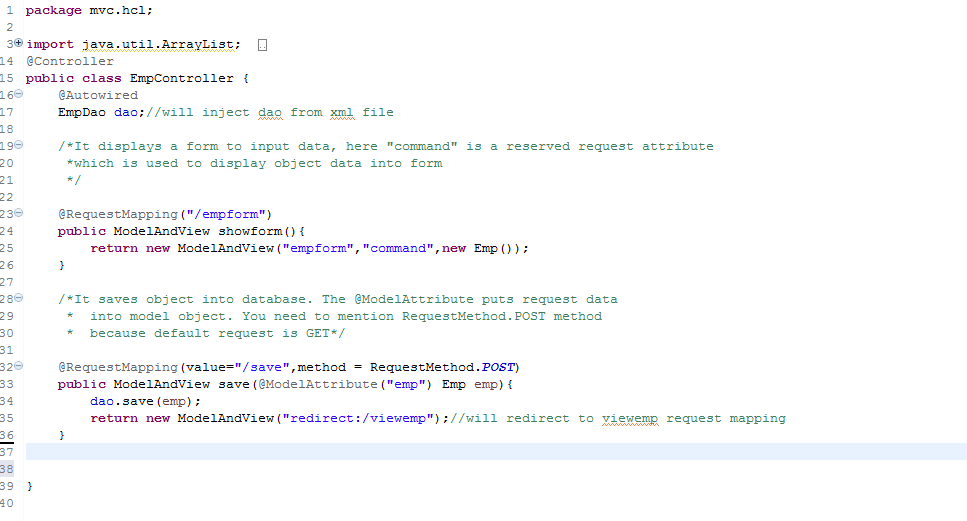 1 package mvc.hcl;
2
3 import java.util.ArrayList;
14 @Controller
15 public class EmpController {
16 @Autowired
17 EmpDao dao;//will inject dao from xml file
18
19 /*It displays a form to input data, here "command" is a reserved request attribute
20 *which is used to display object data into form
21 */
22
23 @RequestMapping("/empform")
24 public ModelAndView showform(){
25 return new ModelAndView("empform","command",new Emp());
26 }
27
28 /*It saves object into database. The @ModelAttribute puts request data
29 * into model object. You need to mention RequestMethod.POST method
30 * because default request is GET*/
31
32 @RequestMapping(value="/save",method = RequestMethod.POST)
33 public ModelAndView save(@ModelAttribute("emp") Emp emp){
34 dao.save(emp);
35 return new ModelAndView("redirect:/viewemp");//will redirect to viewemp request mapping
36 }
37
38
39 }
40